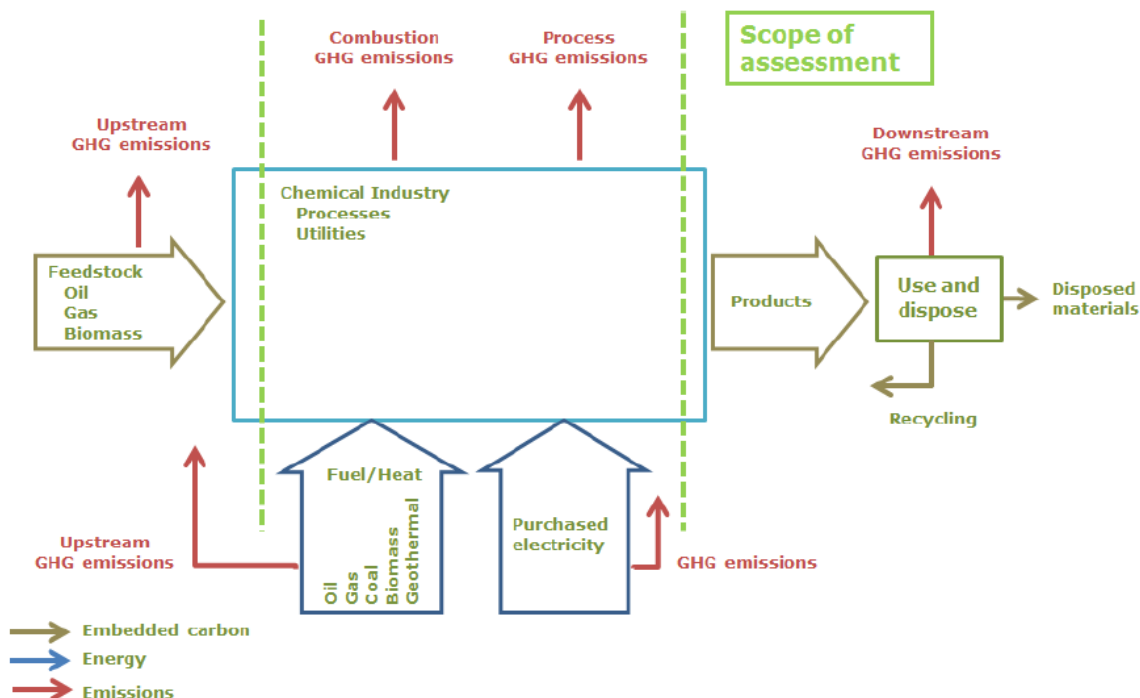 Combustion
GHG emissions
Process
GHG emissions
Scope of
assessment
Upstream
GHG emissions
Downstream
GHG emissions
Chemical Industry
Processes
Utilities
Feedstock
Oil
Gas
Biomass
Products
Use and
dispose
Disposed
materials
Recycling
Fuel/Heat
Oil
Gas
Coal
Biomass
Geothermal
Purchased
electricity
Upstream
GHG emissions
GHG emissions
Embedded carbon
Energy
Emissions